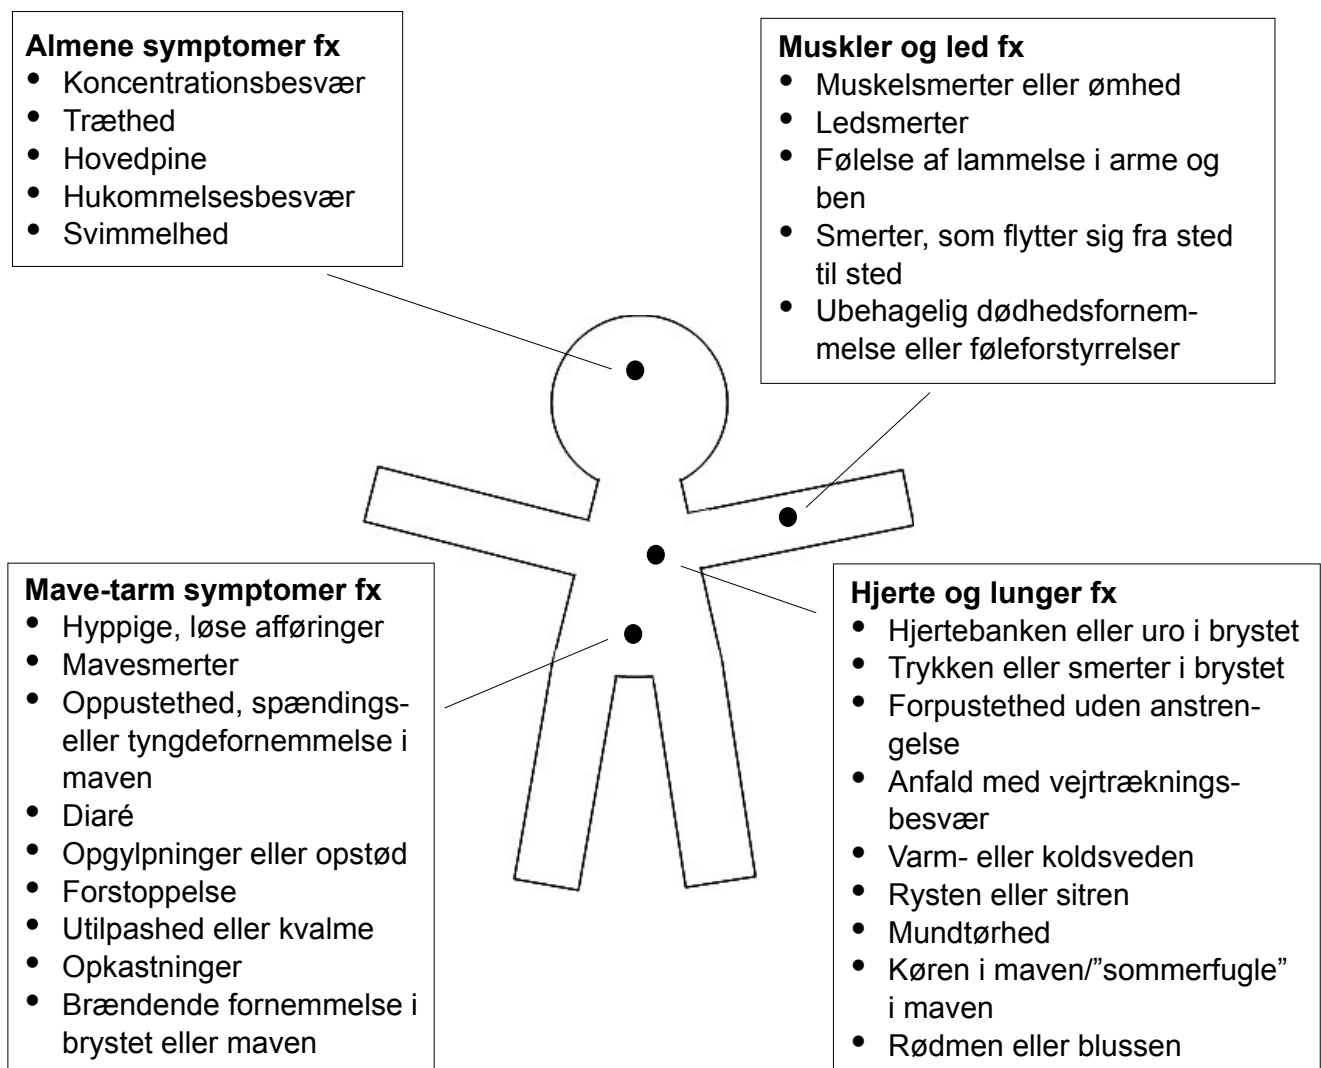 Almene symptomer fx
• Koncentrationsbesvær
• Træthed
• Hovedpine
• Hukommelsesbesvær
• Svimmelhed
Muskler og led fx
• Muskelsmerter eller ømhed
• Ledsmerter
• Følelse af lammelse i arme og
ben
• Smerter, som flytter sig fra sted
til sted
• Ubehagelig dødhedsfornem-
melse eller føleforstyrrelser
Mave-tarm symptomer fx
• Hyppige, løse afføringer
• Mavesmerter
• Oppustethed, spændings-
eller tyngdefornemmelse i
maven
• Diaré
• Opgylpninger eller opstød
• Forstoppelse
• Utilpashed eller kvalme
• Opkastninger
• Brændende fornemmelse i
brystet eller maven
Hjerte og lunger fx
• Hjertebanken eller uro i brystet
• Trykken eller smerter i brystet
• Forpustethed uden anstren-
gelse
• Anfald med vejrtræknings-
besvær
• Varm- eller koldsveden
• Rysten eller sitren
• Mundtørhed
• Køren i maven/”sommerfugle”
i maven
• Rødmen eller blussen